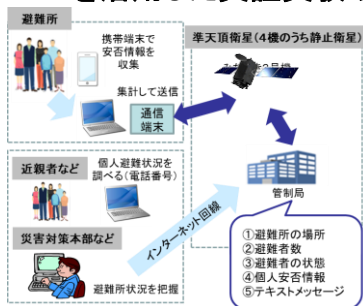 避難所
携帯端末で
安否情報を
収集
集計して送信
通信
端末
準天頂衛星(4機のうち静止衛星)
管制局
近親者など
個人避難状況を
調べる(電話番号)
インターネット回線
災害対策本部など
避難所状況を把握
①避難所の場所
②避難者数
③避難者の状態
④個人安否情報
⑤テキストメッセージ